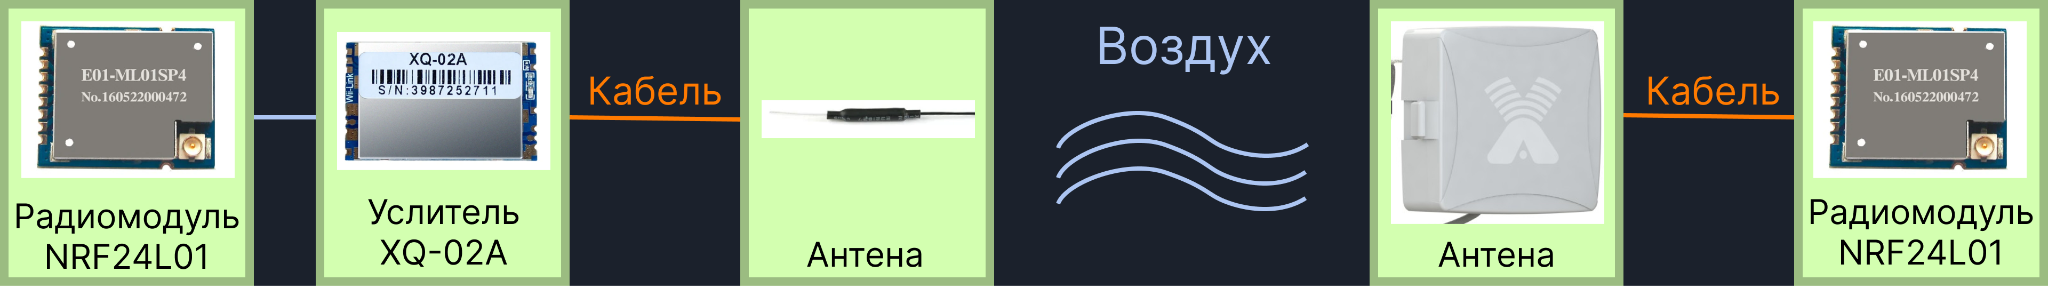 E01-ML01SP4
No.160522000472
Радиомодуль
NRF24L01
XQ-02A
Wi-Link
S/N:3987252711
Услитель
XQ-02A
Кабель
Антена
Воздух
Антена
Кабель
E01-ML01SP4
No.160522000472
Радиомодуль
NRF24L01